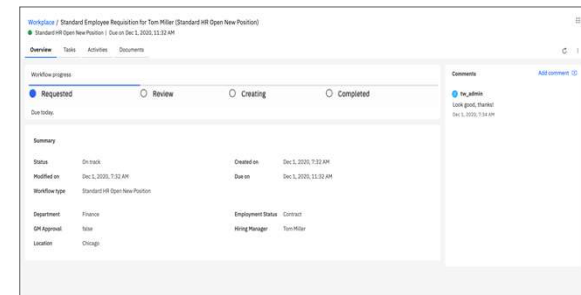 Workplace / Standard Employee Requisition for Tom Miller (Standard HR Open New Position)
Standard HR Open New Position | Due on Dec 1, 2020, 11:32 AM
Overview Tasks Activities Documents
Workflow progress
Requested Review Creating Completed
Due today.
Comments Add comment
tw_admin
Look good, thanks!
Dec 1, 2020, 7:34 AM
Summary
Status On track Created on Dec 1, 2020, 7:32 AM
Modified on Dec 1, 2020, 7:32 AM Due on Dec 1, 2020, 11:32 AM
Workflow type Standard HR Open New Position
Department Finance Employment Status Contract
GM Approval false Hiring Manager Tom Miller
Location Chicago